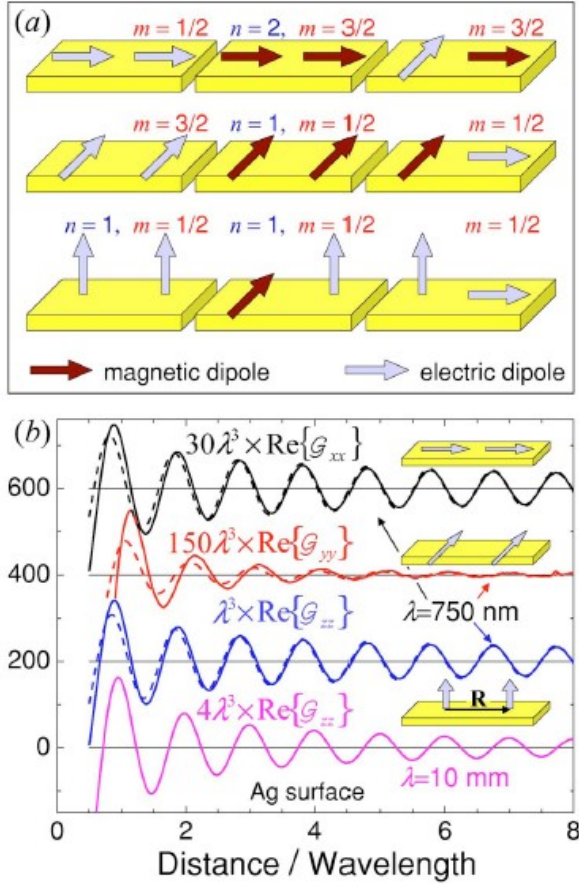 (a)
m = 1/2 n = 2, m = 3/2 m = 3/2
m = 3/2 n = 1, m = 1/2 m = 1/2
n = 1, m = 1/2 n = 1, m = 1/2 m = 1/2
magnetic dipole electric dipole
(b)
30λ³×Re{𝒢xx}
600
150λ³×Re{𝒢yy}
400
λ=750 nm
λ³×Re{𝒢zz}
200
4λ³×Re{𝒢zz}
R
0
λ=10 mm
Ag surface
0 2 4 6 8
Distance / Wavelength